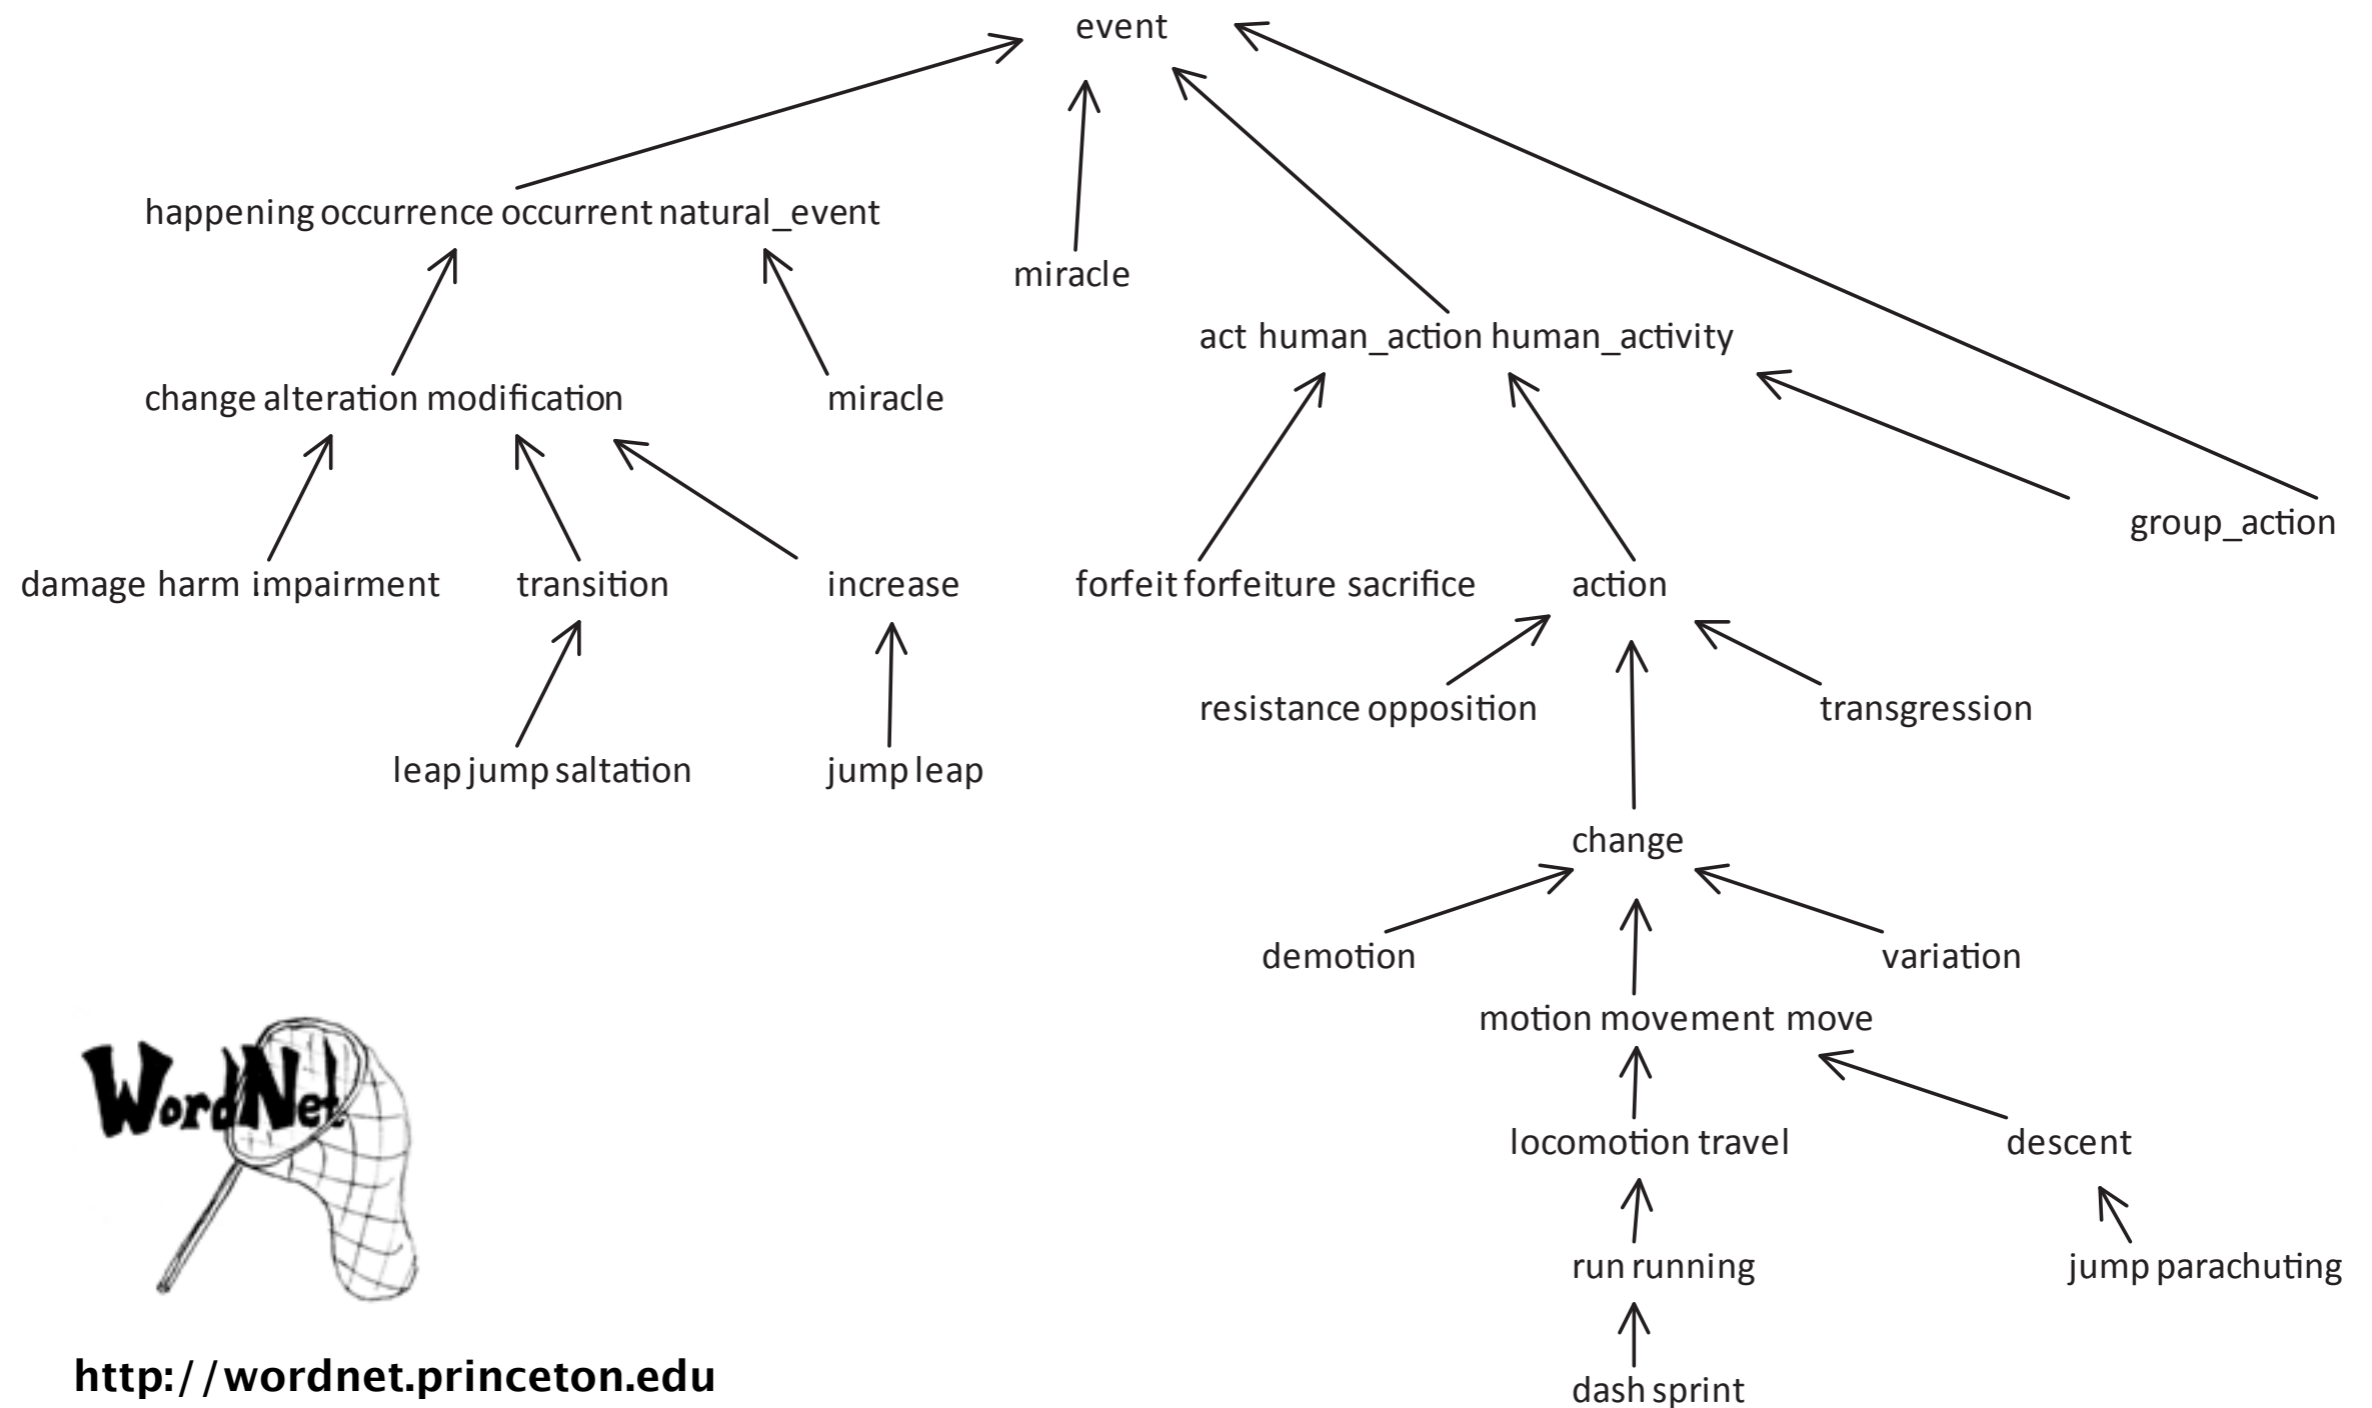 event
happening occurrence occurrent natural_event
miracle
act human_action human_activity
change alteration modification
miracle
group_action
damage harm impairment
transition
increase
forfeit forfeiture sacrifice
action
resistance opposition
transgression
leap jump saltation
jump leap
change
demotion
variation
motion movement move
WordNet
locomotion travel
descent
run running
jump parachuting
http://wordnet.princeton.edu
dash sprint